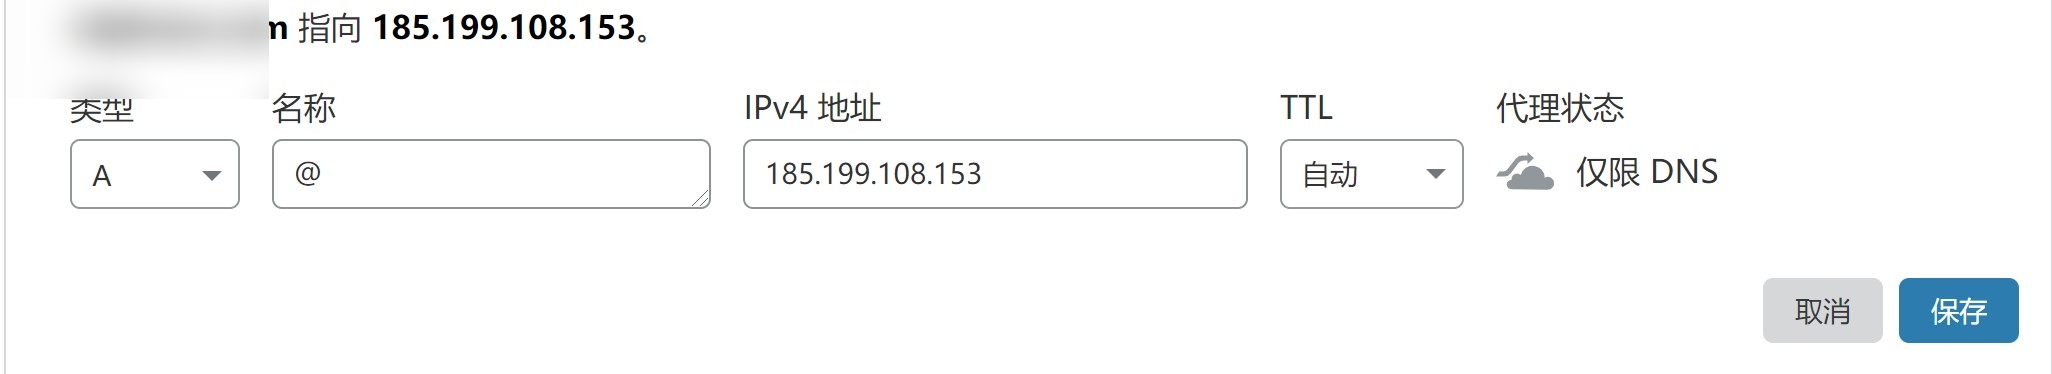 指向 185.199.108.153。
类型 名称 IPv4 地址 TTL 代理状态
A @ 185.199.108.153 自动 仅限 DNS
取消 保存